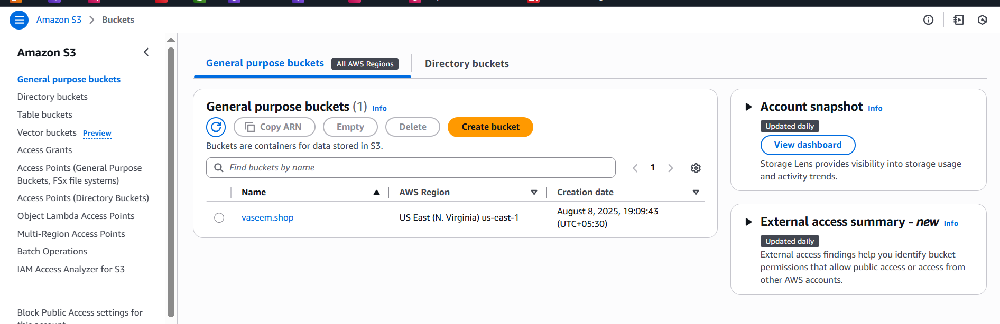 Amazon S3 > Buckets
Amazon S3
General purpose buckets
Directory buckets
Table buckets
Vector buckets Preview
Access Grants
Access Points (General Purpose
Buckets, FSx file systems)
Access Points (Directory Buckets)
Object Lambda Access Points
Multi-Region Access Points
Batch Operations
IAM Access Analyzer for S3
Block Public Access settings for
this account
General purpose buckets All AWS Regions
Directory buckets
General purpose buckets (1) Info
Copy ARN
Empty
Delete
Create bucket
Buckets are containers for data stored in S3.
Find buckets by name
1
Name AWS Region Creation date
vaseem.shop US East (N. Virginia) us-east-1 August 8, 2025, 19:09:43
(UTC+05:30)
Account snapshot Info
Updated daily
View dashboard
Storage Lens provides visibility into storage usage
and activity trends.
External access summary - new Info
Updated daily
External access findings help you identify bucket
permissions that allow public access or access from
other AWS accounts.